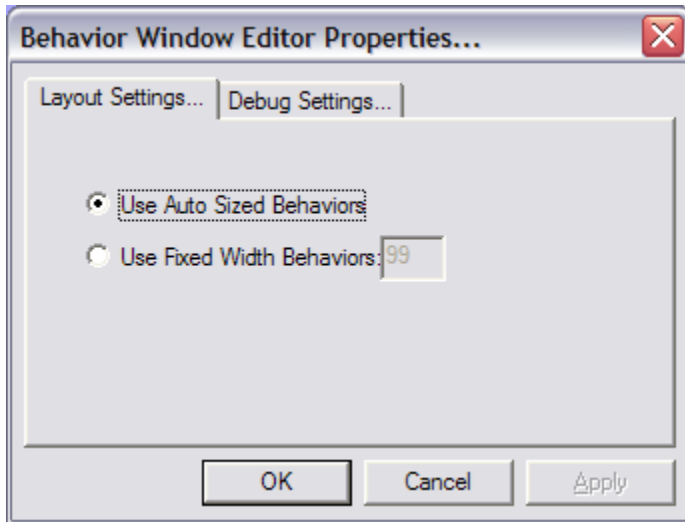 Behavior Window Editor Properties...
Layout Settings... Debug Settings...
Use Auto Sized Behaviors
Use Fixed Width Behaviors: 99
OK Cancel Apply